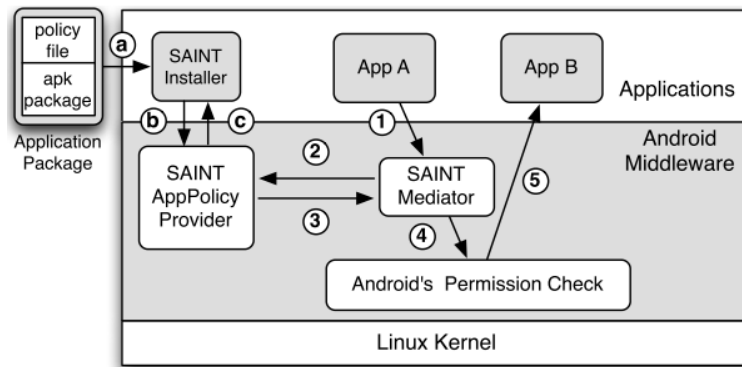 policy
file
apk
package
Application
Package
a
SAINT
Installer
b
c
SAINT
AppPolicy
Provider
App A
App B
Applications
1
Android
Middleware
2
3
SAINT
Mediator
4
5
Android's Permission Check
Linux Kernel